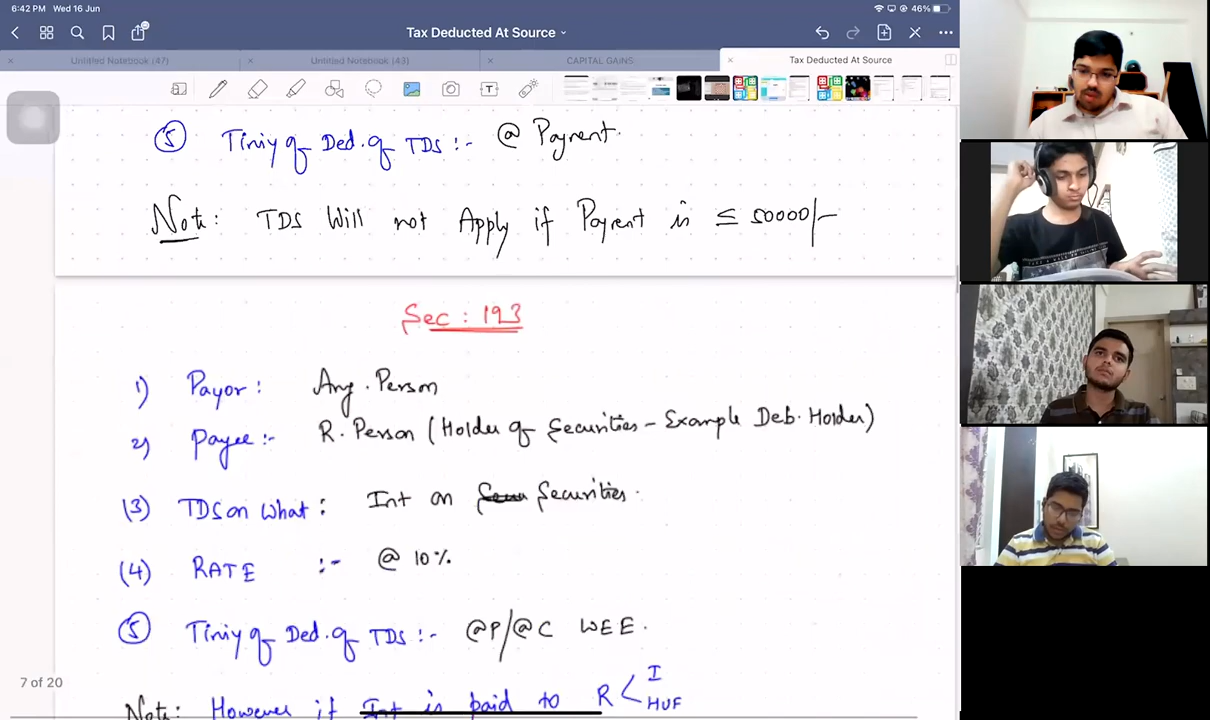 6:42 PM Wed 16 Jun
46%
Tax Deducted At Source
Untitled Notebook (47)
Untitled Notebook (43)
CAPITAL GAINS
Tax Deducted At Source
⑤ Timing of Ded. of TDS :- @ Payment.
Note: TDS Will not Apply if Payment is ≤ 50000/-
Sec : 193
1) Payor : Any. Person
2) Payee :- R. Person (Holder of Securities - Example Deb. Holder)
(3) TDS on What : Int on Securities.
(4) RATE :- @ 10%
⑤ Timing of Ded. of TDS :- @P/@C WEE.
7 of 20
Note: However if Int is paid to R < I
HUF